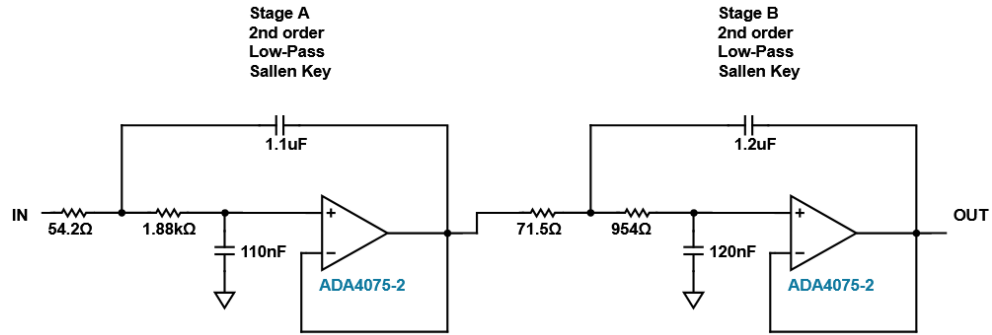 Stage A
2nd order
Low-Pass
Sallen Key
Stage B
2nd order
Low-Pass
Sallen Key
1.1uF
1.2uF
IN
54.2Ω
1.88kΩ
+
110nF
−
ADA4075-2
71.5Ω
954Ω
+
120nF
−
ADA4075-2
OUT